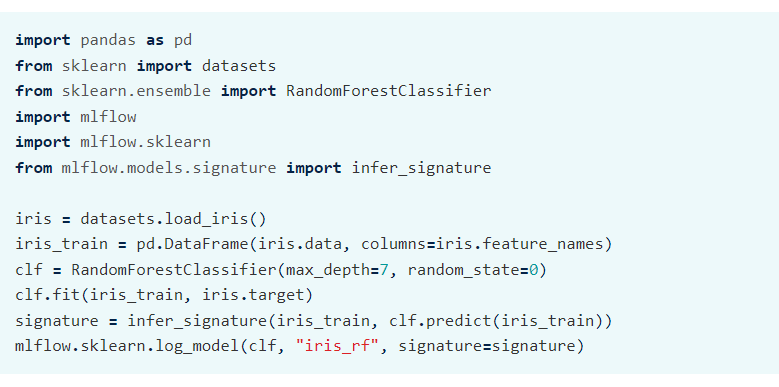 import pandas as pd
from sklearn import datasets
from sklearn.ensemble import RandomForestClassifier
import mlflow
import mlflow.sklearn
from mlflow.models.signature import infer_signature
iris = datasets.load_iris()
iris_train = pd.DataFrame(iris.data, columns=iris.feature_names)
clf = RandomForestClassifier(max_depth=7, random_state=0)
clf.fit(iris_train, iris.target)
signature = infer_signature(iris_train, clf.predict(iris_train))
mlflow.sklearn.log_model(clf, "iris_rf", signature=signature)